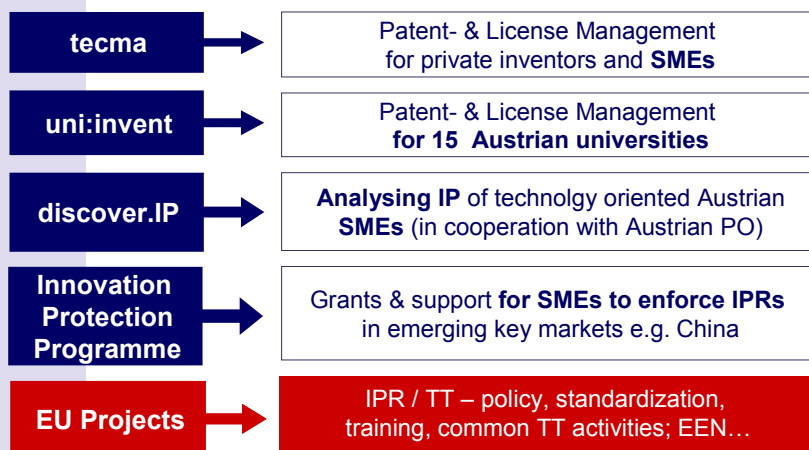 tecma
Patent- & License Management
for private inventors and SMEs
uni:invent
Patent- & License Management
for 15 Austrian universities
discover.IP
Analysing IP of technolgy oriented Austrian
SMEs (in cooperation with Austrian PO)
Innovation
Protection
Programme
Grants & support for SMEs to enforce IPRs
in emerging key markets e.g. China
EU Projects
IPR / TT – policy, standardization,
training, common TT activities; EEN…